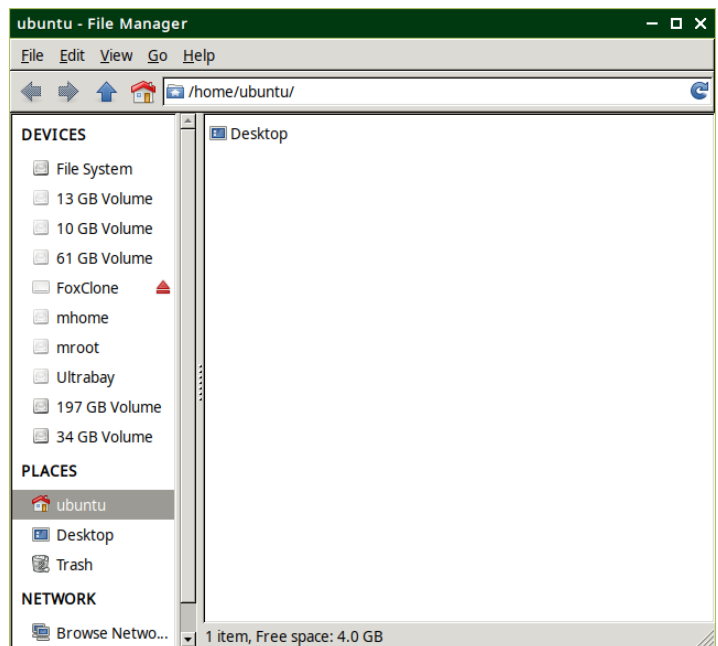 ubuntu - File Manager
File Edit View Go Help
/home/ubuntu/
DEVICES
File System
13 GB Volume
10 GB Volume
61 GB Volume
FoxClone
mhome
mroot
Ultrabay
197 GB Volume
34 GB Volume
PLACES
ubuntu
Desktop
Trash
NETWORK
Browse Netwo...
Desktop
1 item, Free space: 4.0 GB